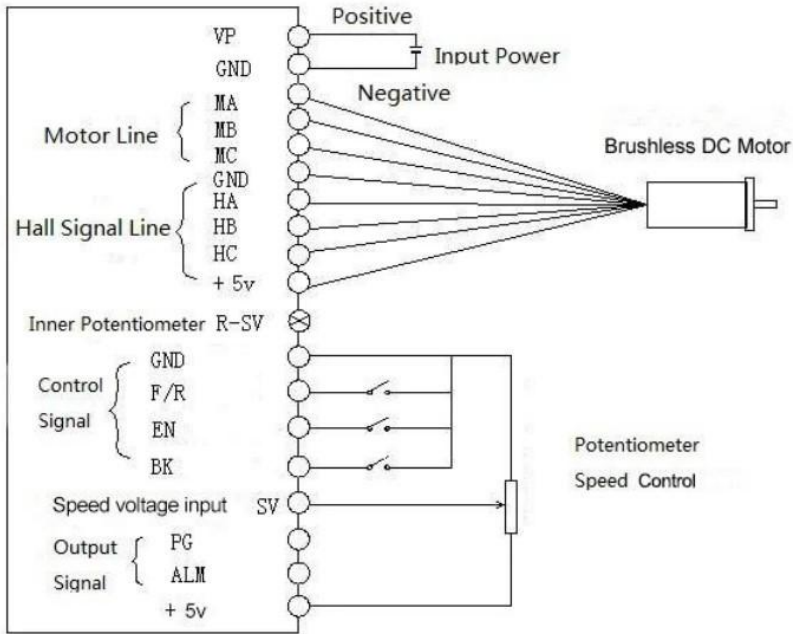 VP
Positive
GND
Input Power
Negative
Motor Line
MA
MB
MC
Brushless DC Motor
Hall Signal Line
GND
HA
HB
HC
+ 5v
Inner Potentiometer R-SV
Control
Signal
GND
F/R
EN
BK
Potentiometer
Speed Control
Speed voltage input SV
Output
Signal
PG
ALM
+ 5v